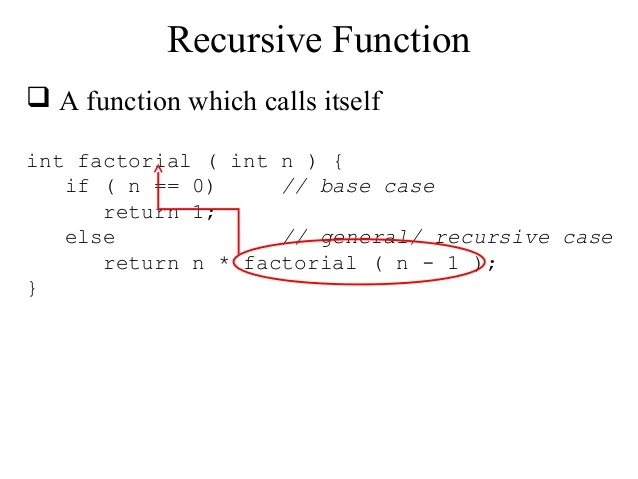 Recursive Function
❑ A function which calls itself
int factorial ( int n ) {
if ( n == 0) // base case
return 1;
else // general/ recursive case
return n * factorial ( n - 1 );
}